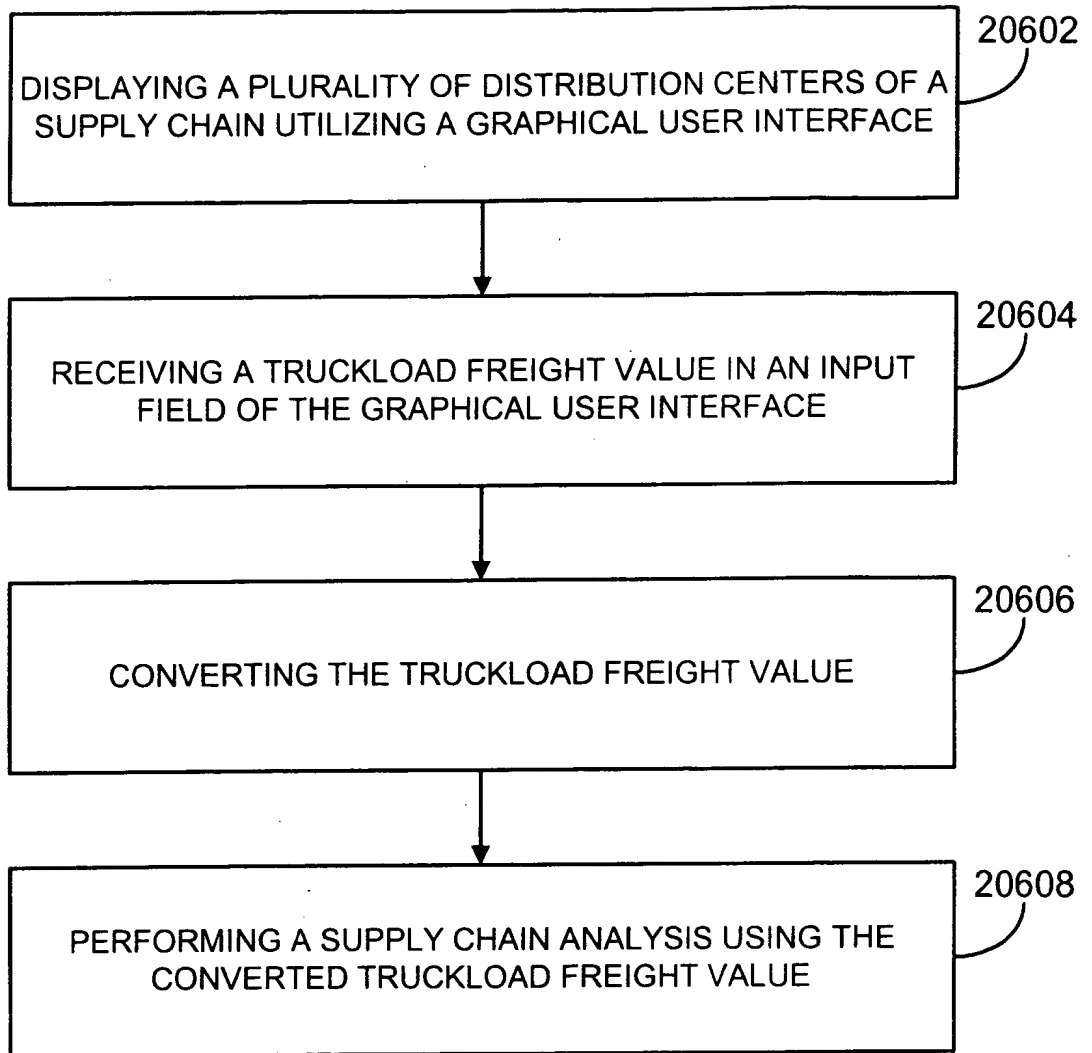 20602
DISPLAYING A PLURALITY OF DISTRIBUTION CENTERS OF A
SUPPLY CHAIN UTILIZING A GRAPHICAL USER INTERFACE
20604
RECEIVING A TRUCKLOAD FREIGHT VALUE IN AN INPUT
FIELD OF THE GRAPHICAL USER INTERFACE
20606
CONVERTING THE TRUCKLOAD FREIGHT VALUE
20608
PERFORMING A SUPPLY CHAIN ANALYSIS USING THE
CONVERTED TRUCKLOAD FREIGHT VALUE